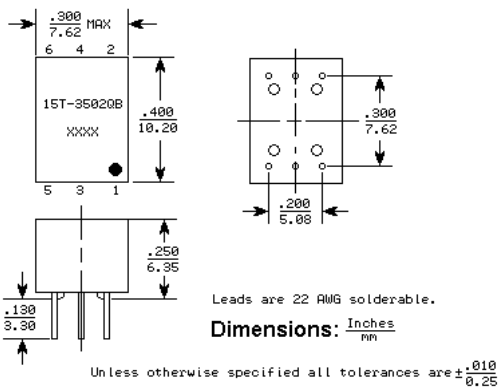 .300
7.62 MAX
6 4 2
15T-3502QB
XXXX
.400
10.20
5 3 1
.300
7.62
.200
5.08
.250
6.35
.130
3.30
Leads are 22 AWG solderable.
Dimensions: Inches
mm
Unless otherwise specified all tolerances are ± .010
0.25